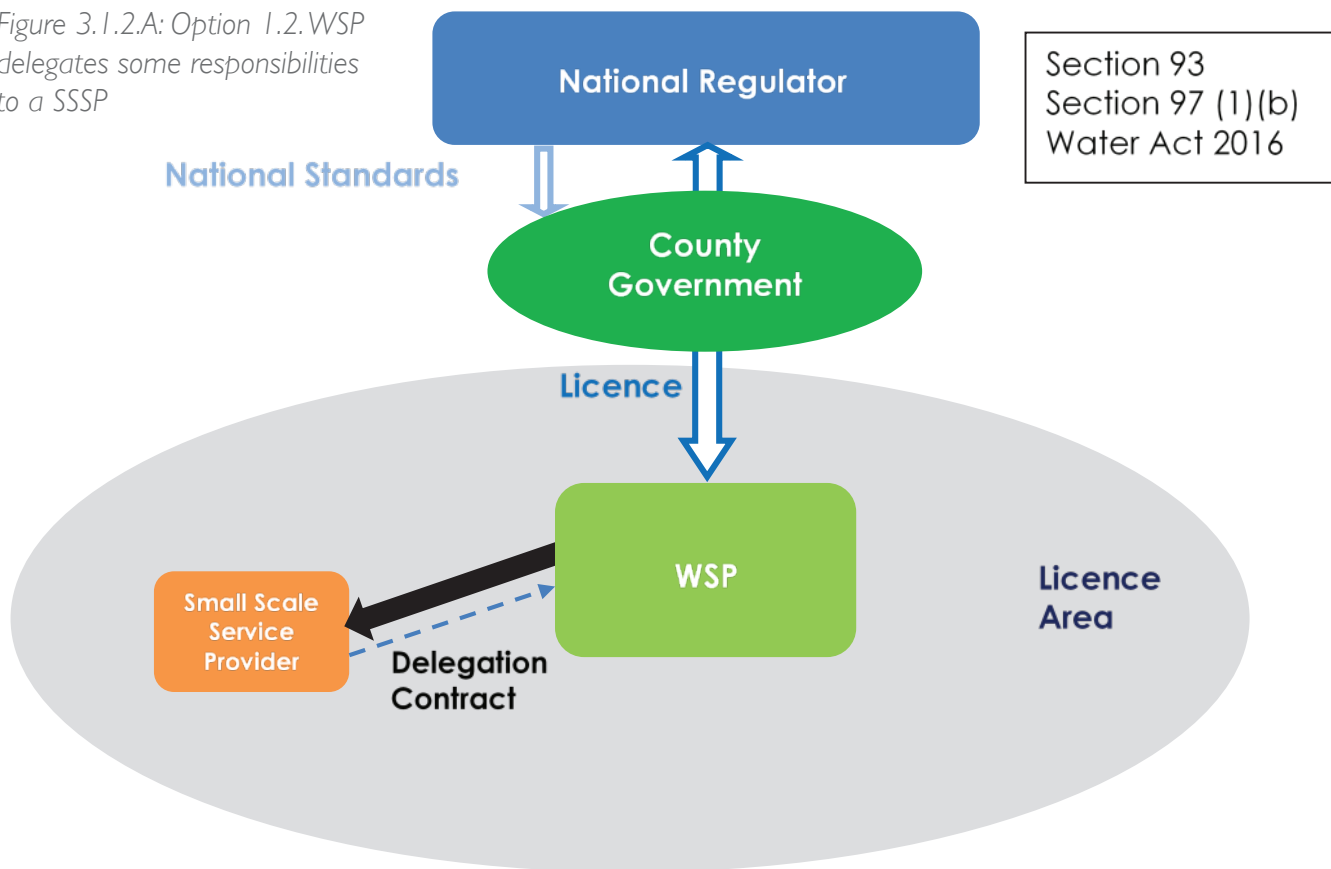 Figure 3.1.2.A: Option 1.2. WSP
delegates some responsibilities
to a SSSP
National Regulator
Section 93
Section 97 (1)(b)
Water Act 2016
National Standards
County
Government
Licence
WSP
Licence
Area
Small Scale
Service
Provider
Delegation
Contract